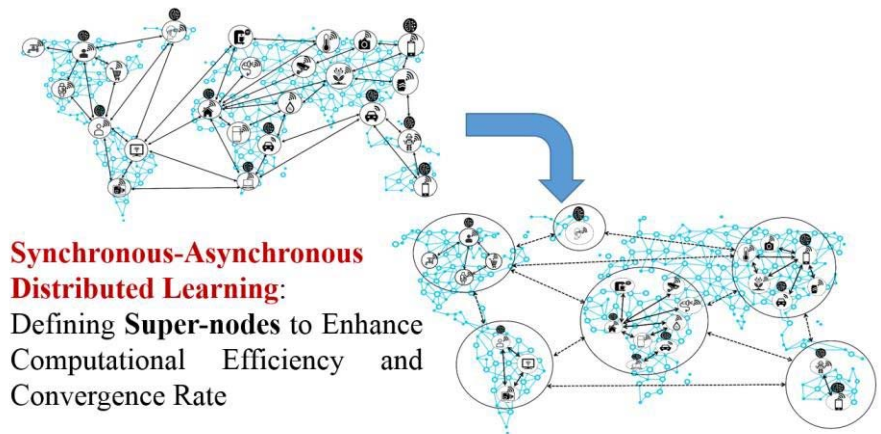 Synchronous-Asynchronous
Distributed Learning:
Defining Super-nodes to Enhance
Computational Efficiency and
Convergence Rate